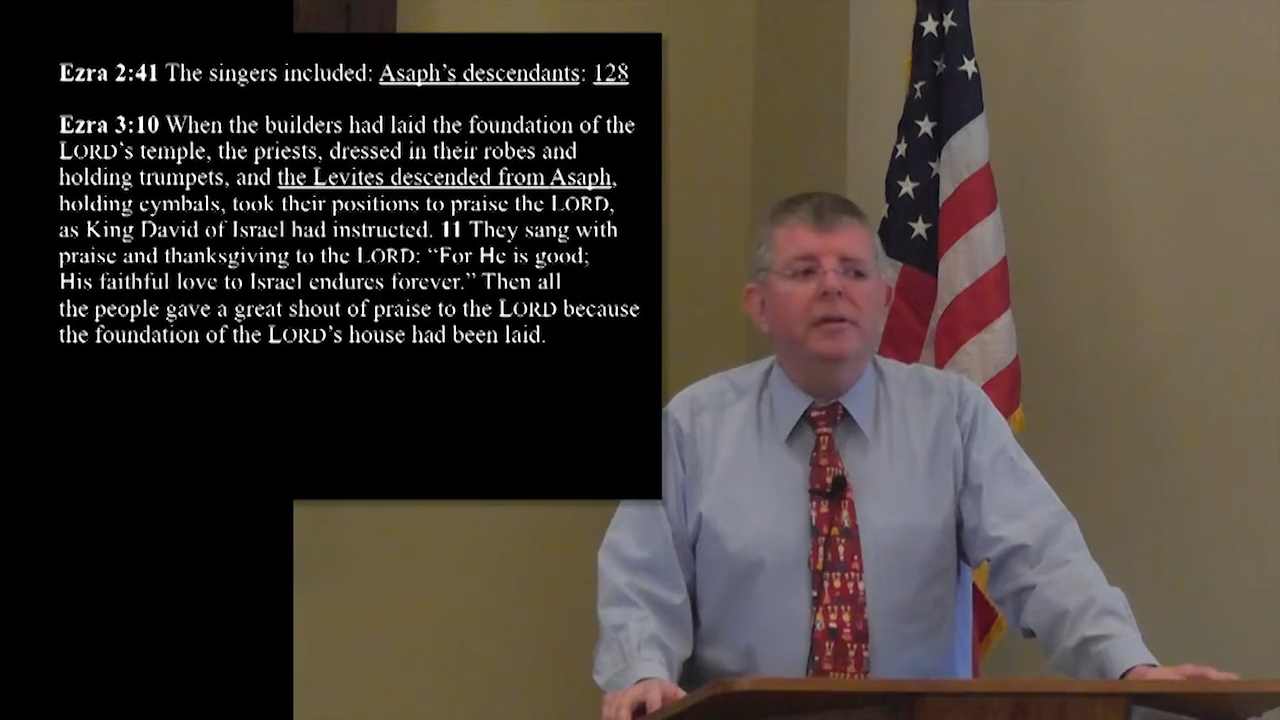 Ezra 2:41 The singers included: Asaph's descendants: 128
Ezra 3:10 When the builders had laid the foundation of the
LORD's temple, the priests, dressed in their robes and
holding trumpets, and the Levites descended from Asaph,
holding cymbals, took their positions to praise the LORD,
as King David of Israel had instructed. 11 They sang with
praise and thanksgiving to the LORD: “For He is good;
His faithful love to Israel endures forever.” Then all
the people gave a great shout of praise to the LORD because
the foundation of the LORD's house had been laid.